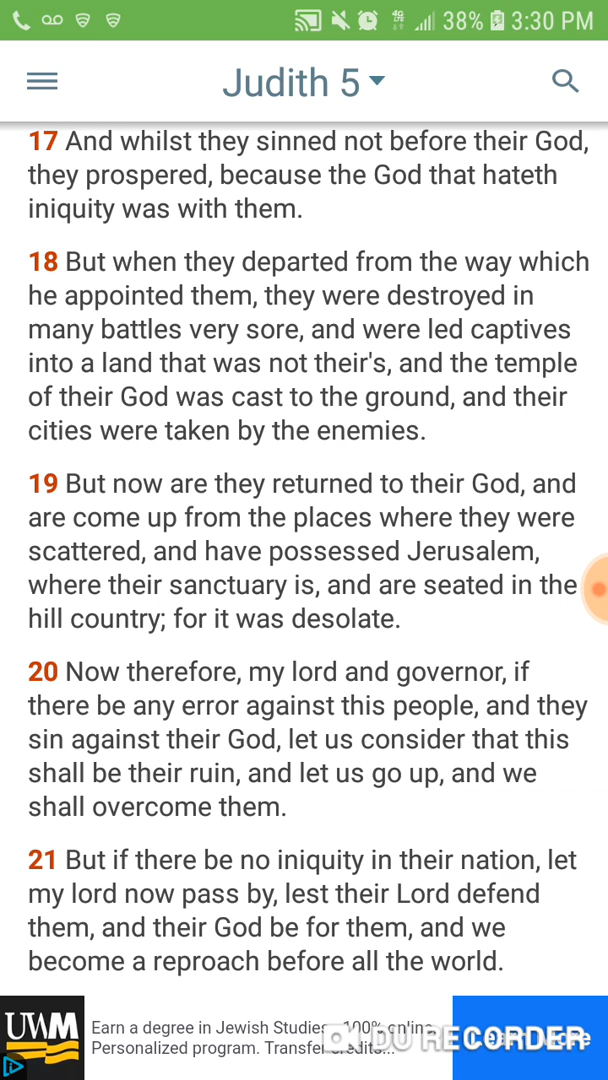 4G 38% 3:30 PM
Judith 5
17 And whilst they sinned not before their God,
they prospered, because the God that hateth
iniquity was with them.
18 But when they departed from the way which
he appointed them, they were destroyed in
many battles very sore, and were led captives
into a land that was not their's, and the temple
of their God was cast to the ground, and their
cities were taken by the enemies.
19 But now are they returned to their God, and
are come up from the places where they were
scattered, and have possessed Jerusalem,
where their sanctuary is, and are seated in the
hill country; for it was desolate.
20 Now therefore, my lord and governor, if
there be any error against this people, and they
sin against their God, let us consider that this
shall be their ruin, and let us go up, and we
shall overcome them.
21 But if there be no iniquity in their nation, let
my lord now pass by, lest their Lord defend
them, and their God be for them, and we
become a reproach before all the world.
UWM
Earn a degree in Jewish Studies 100% online.
Personalized program. Transfer credits...
DU RECORDER